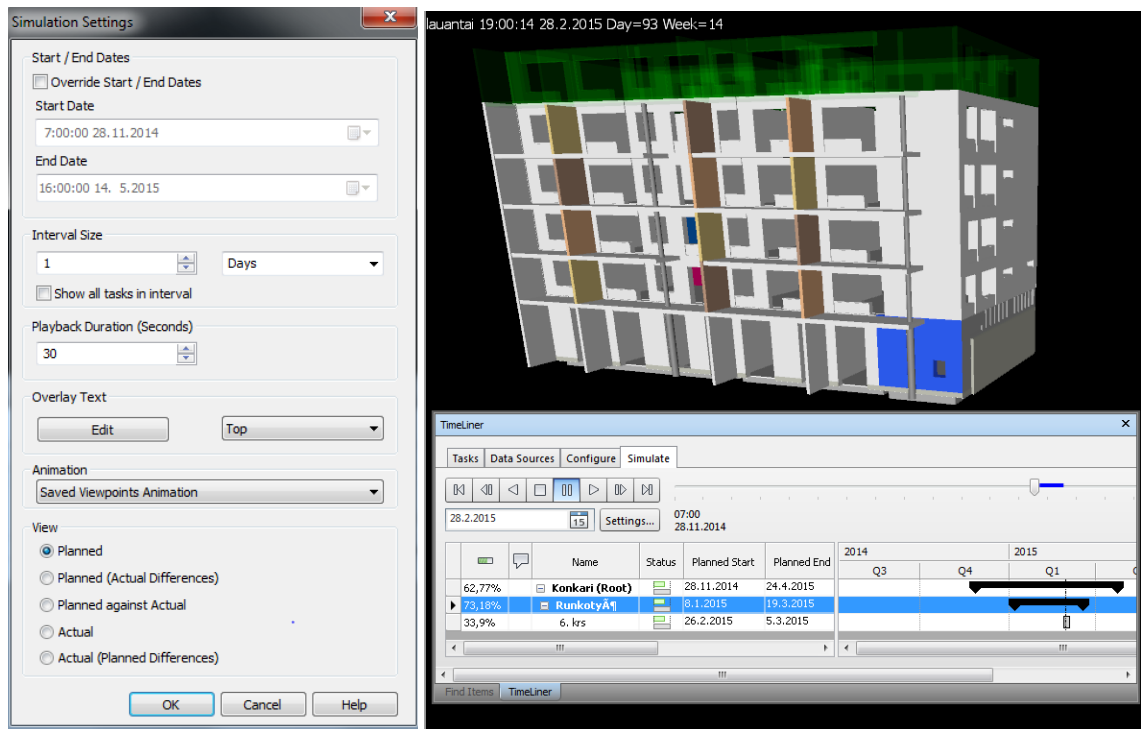 Simulation Settings
Start / End Dates
Override Start / End Dates
Start Date
7:00:00 28.11.2014
End Date
16:00:00 14. 5.2015
Interval Size
1 Days
Show all tasks in interval
Playback Duration (Seconds)
30
Overlay Text
Edit Top
Animation
Saved Viewpoints Animation
View
Planned
Planned (Actual Differences)
Planned against Actual
Actual
Actual (Planned Differences)
OK Cancel Help
lauantai 19:00:14 28.2.2015 Day=93 Week=14
TimeLiner
Tasks Data Sources Configure Simulate
28.2.2015 15 Settings... 07:00
28.11.2014
Name Status Planned Start Planned End 2014 2015
Q3 Q4 Q1
62,77% Konkari (Root) 28.11.2014 24.4.2015
73,18% RunkotyÃ¶ 8.1.2015 19.3.2015
33,9% 6. krs 26.2.2015 5.3.2015
Find Items TimeLiner